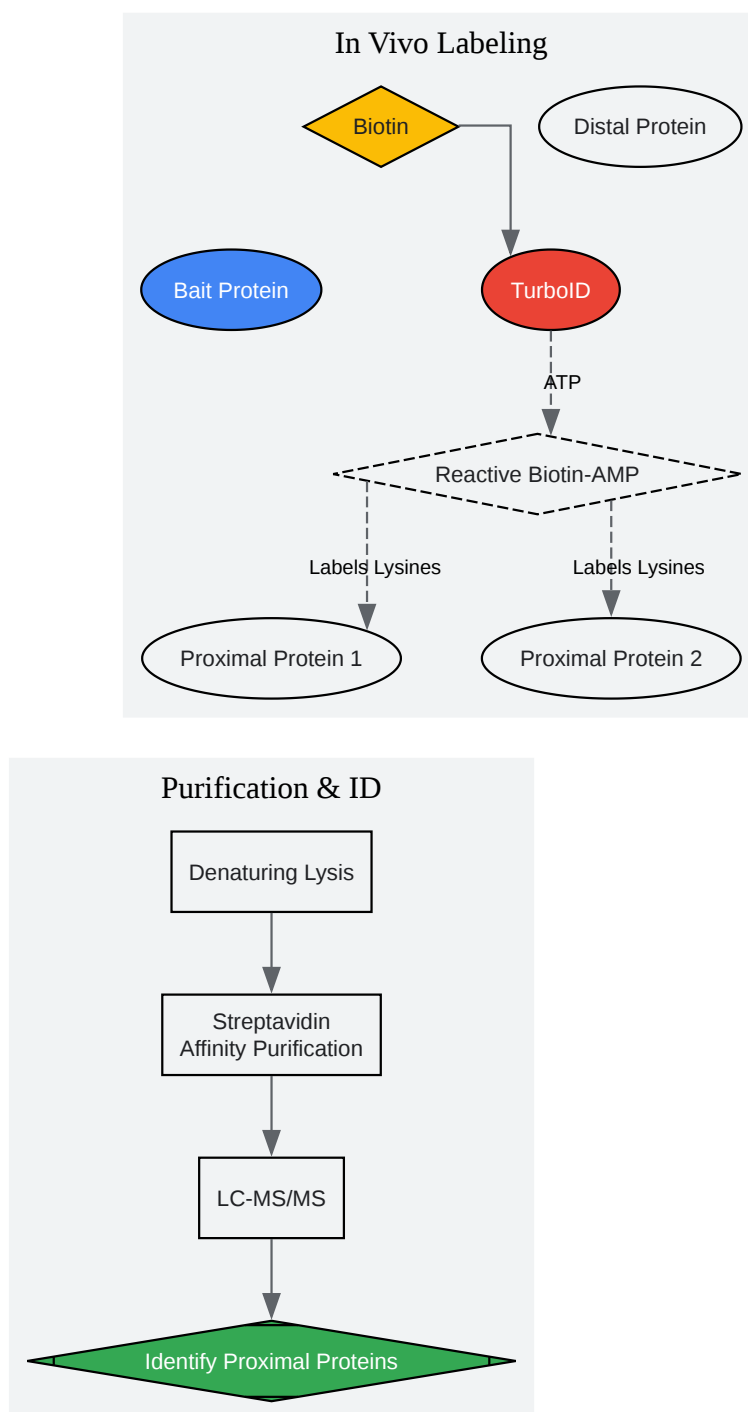 In Vivo Labeling
Biotin
Distal Protein
Bait Protein
TurboID
ATP
Reactive Biotin-AMP
Labels Lysines
Labels Lysines
Proximal Protein 1
Proximal Protein 2
Purification & ID
Denaturing Lysis
Streptavidin
Affinity Purification
LC-MS/MS
Identify Proximal Proteins